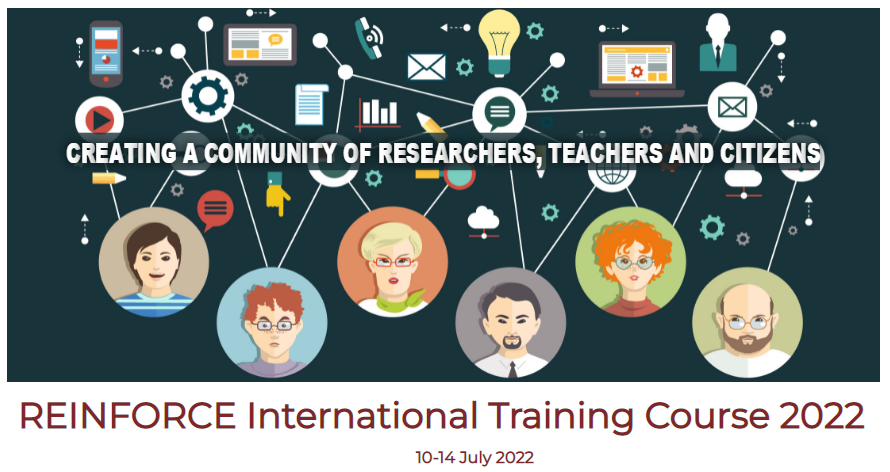 CREATING A COMMUNITY OF RESEARCHERS, TEACHERS AND CITIZENS
REINFORCE International Training Course 2022
10-14 July 2022